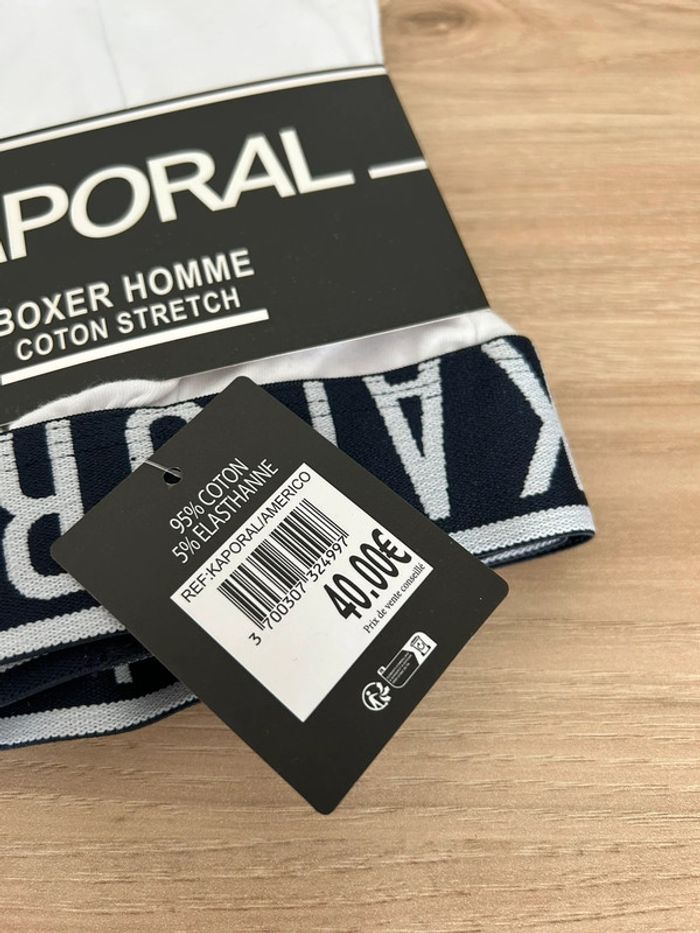 APORAL
BOXER HOMME
COTON STRETCH
KA
R
95% COTON
5% ELASTHANNE
REF:KAPORAL/AMERICO
3 700307 324997
40.00€
Prix de vente conseillé